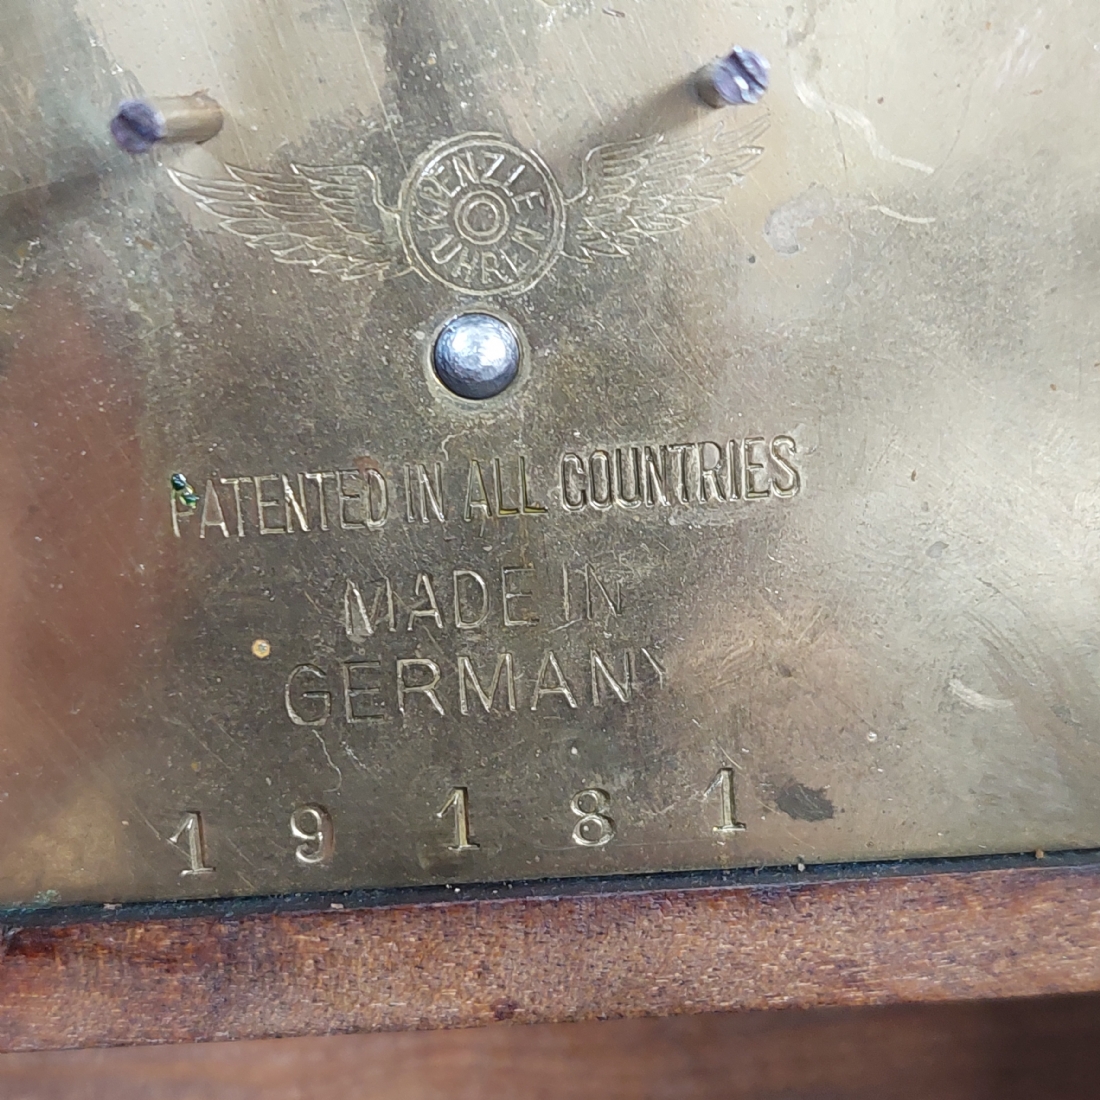 KIENZLE
UHREN
PATENTED IN ALL COUNTRIES
MADE IN
GERMANY
19181